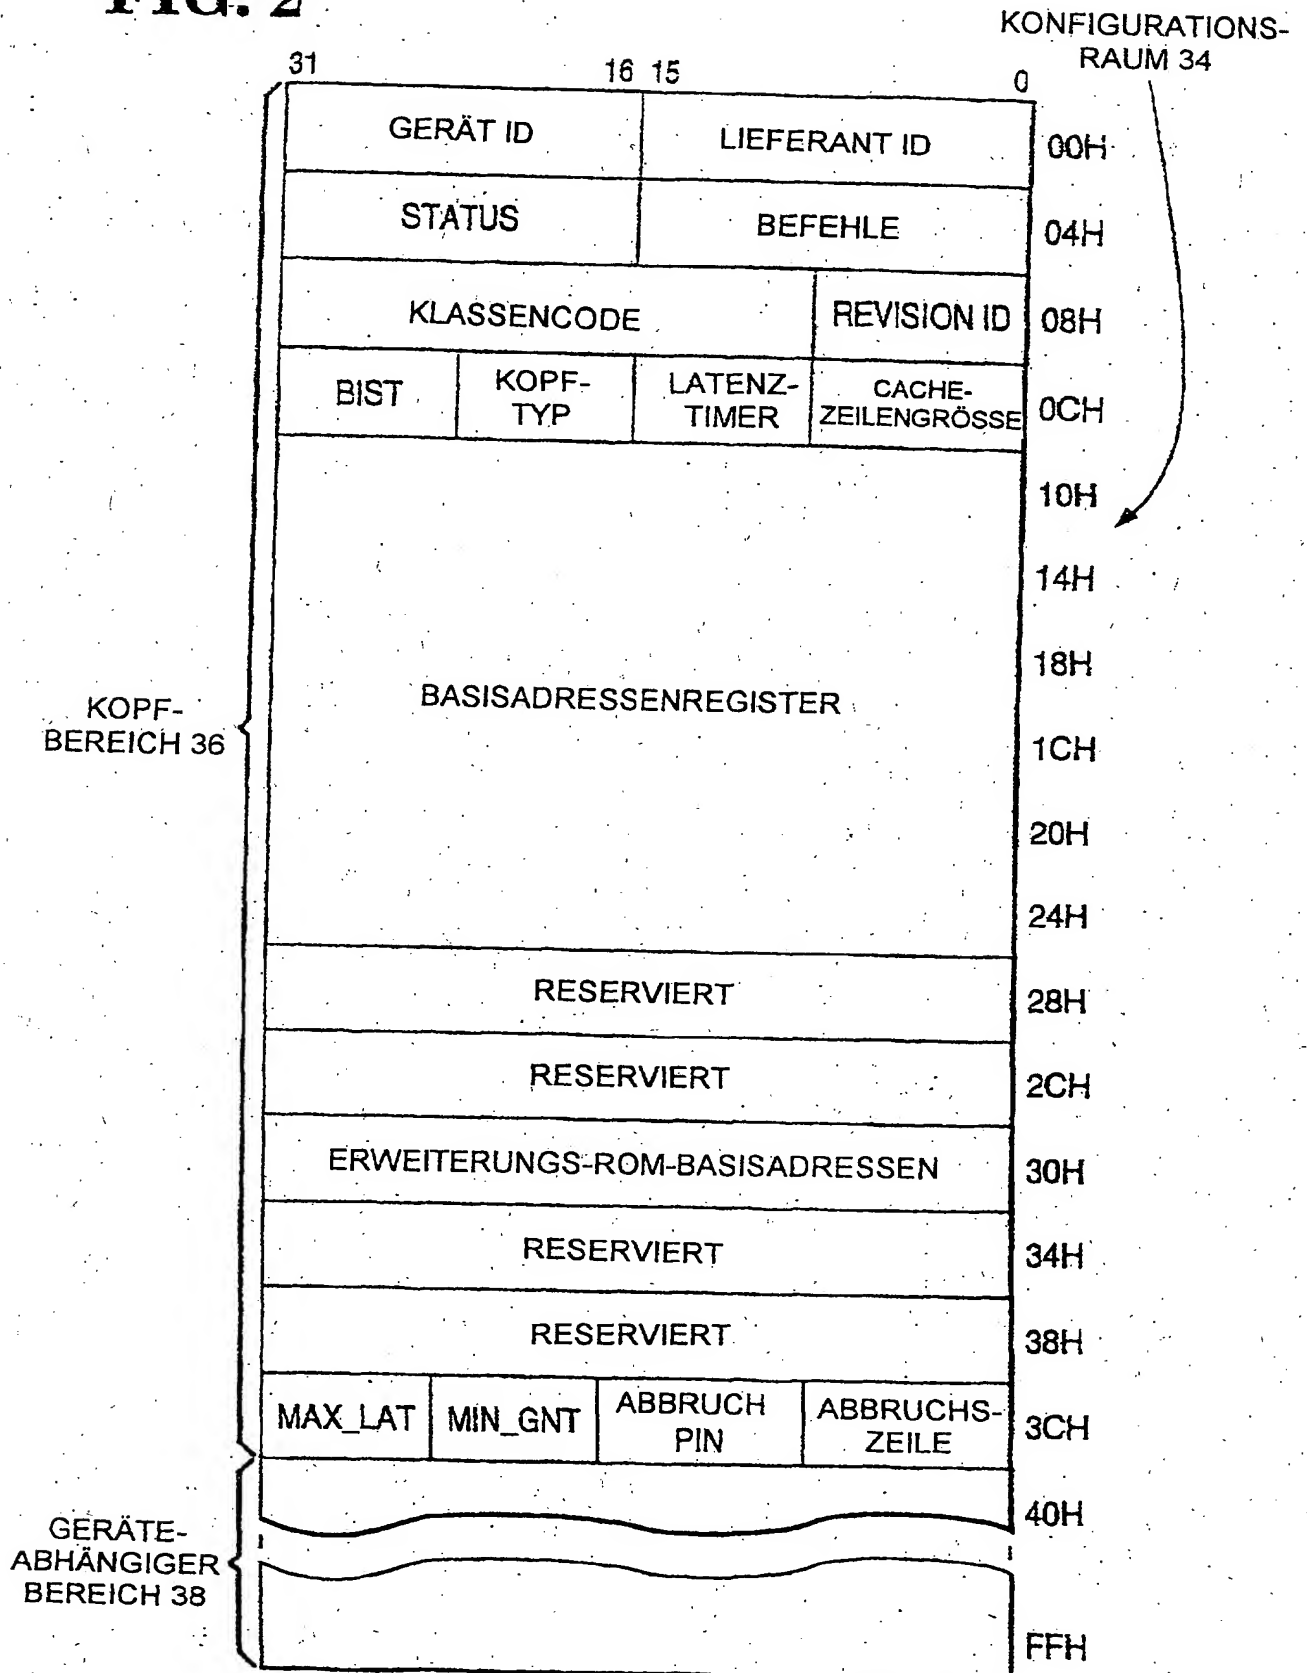 FIG. 2
KONFIGURATIONS-
RAUM 34
31 16 15 0
GERÄT ID LIEFERANT ID 00H
STATUS BEFEHLE 04H
KLASSENCODE REVISION ID 08H
BIST KOPF-
TYP LATENZ-
TIMER CACHE-
ZEILENGRÖSSE 0CH
10H
14H
18H
BASISADRESSENREGISTER
KOPF-
BEREICH 36
1CH
20H
24H
RESERVIERT 28H
RESERVIERT 2CH
ERWEITERUNGS-ROM-BASISADRESSEN 30H
RESERVIERT 34H
RESERVIERT 38H
MAX_LAT MIN_GNT ABBRUCH
PIN ABBRUCHS-
ZEILE 3CH
40H
GERÄTE-
ABHÄNGIGER
BEREICH 38
FFH